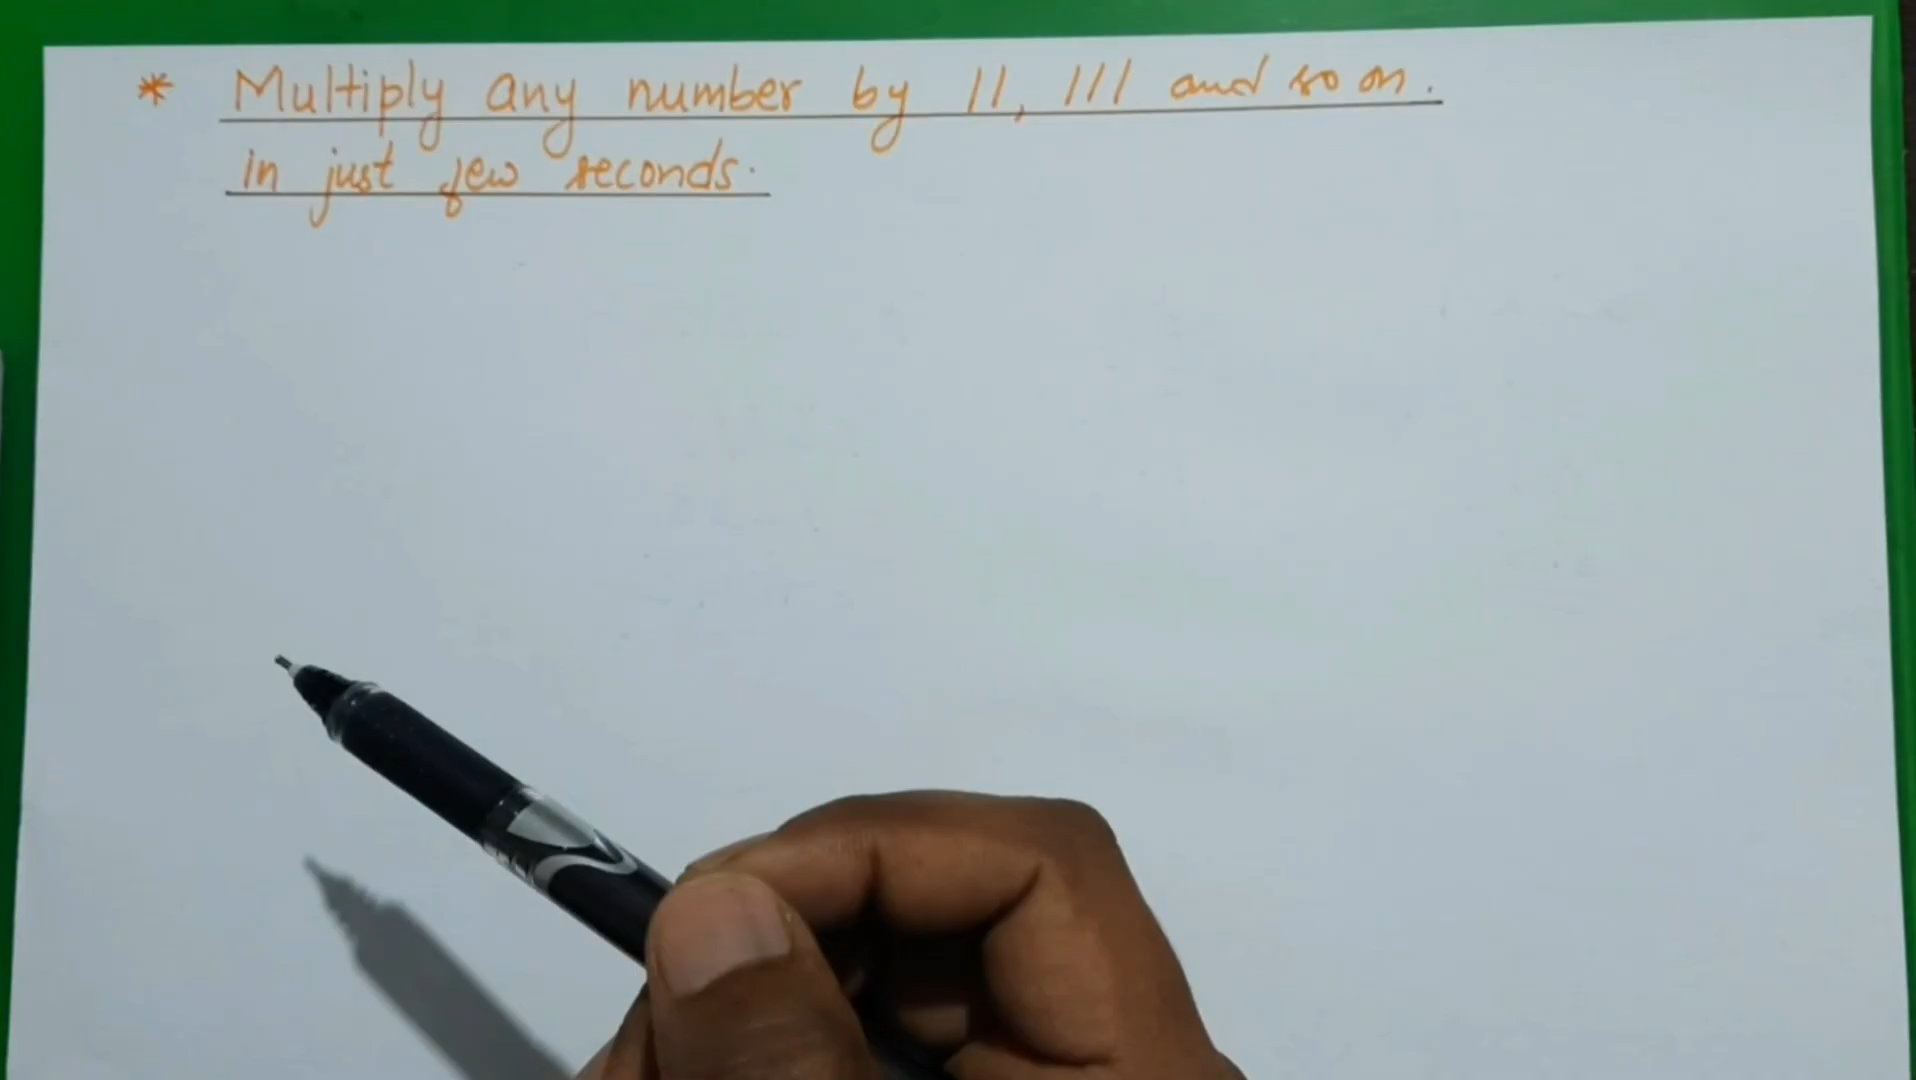 * Multiply any number by 11, 111 and so on.
in just few seconds.